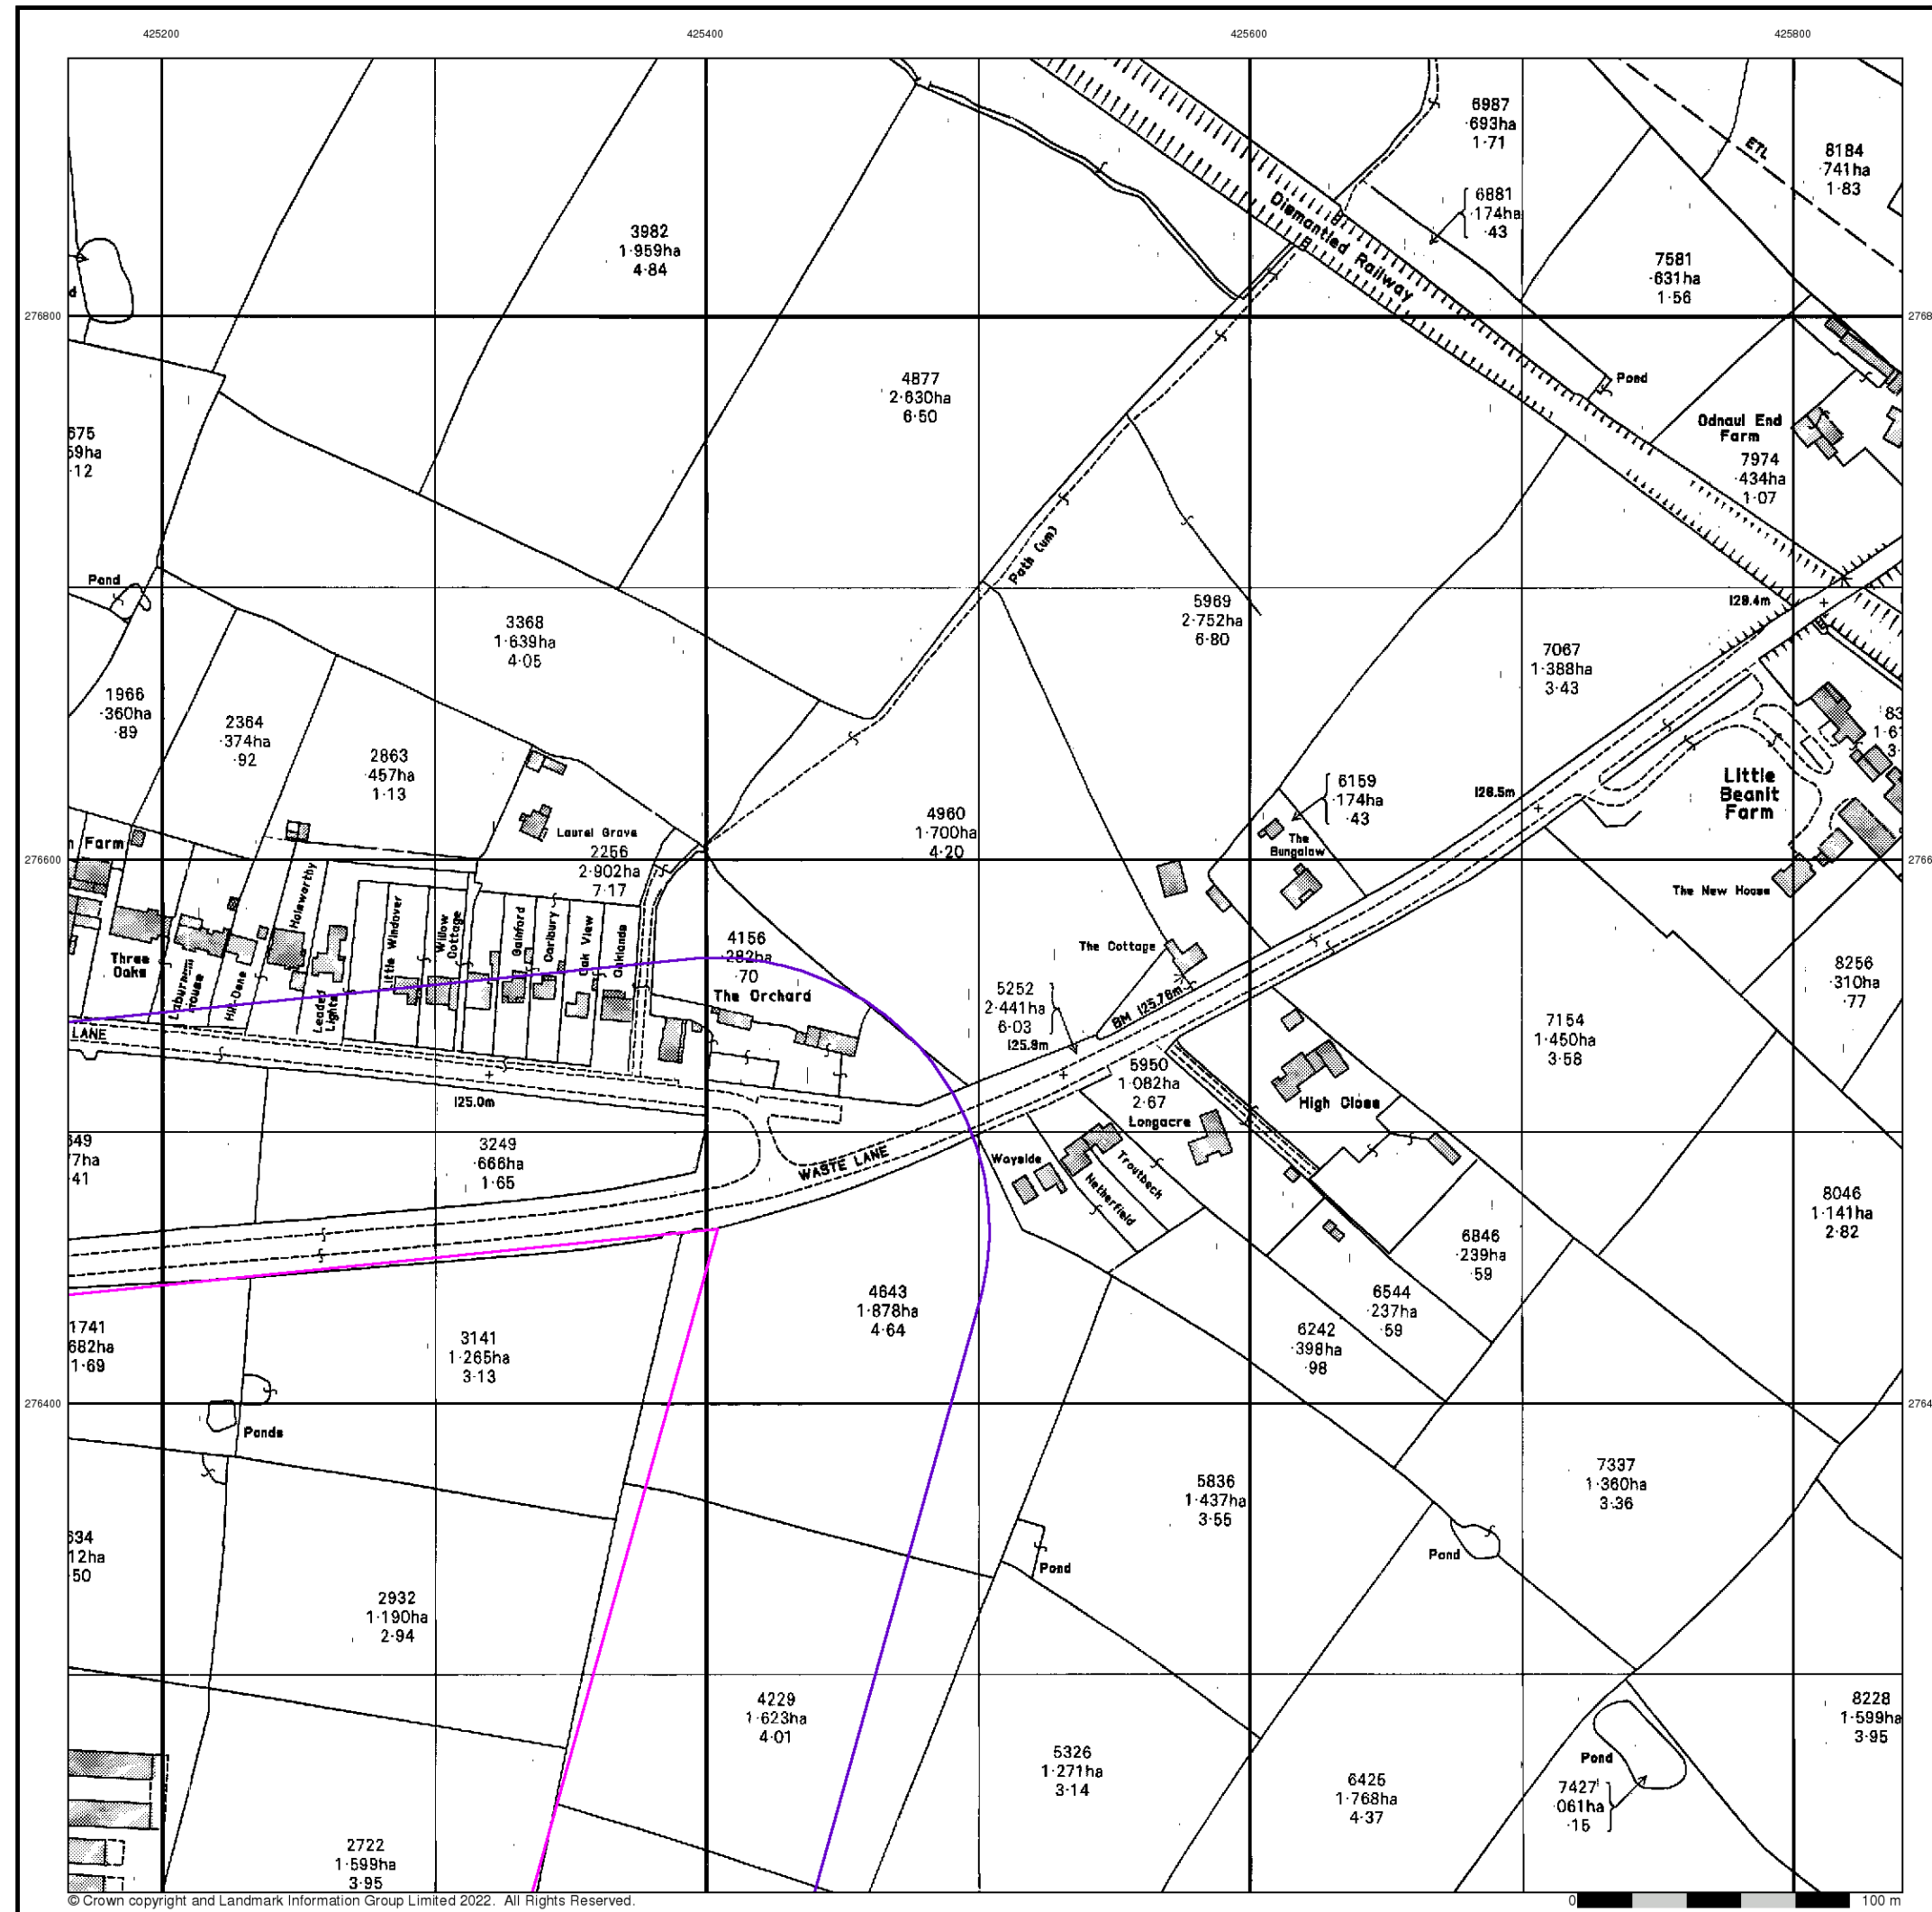 425200
425400
425600
425800
6987
·693ha
1·71
ETL
8184
·741ha
1·83
6881
·174ha
·43
Dismantled Railway
3982
1·959ha
4·84
7581
·631ha
1·56
276800
4877
2·630ha
6·50
Pond
Odnaul End
Farm
7974
·434ha
1·07
Path (um)
Pond
3368
1·639ha
4·05
5969
2·752ha
6·80
129.4m
7067
1·388ha
3·43
1966
·360ha
·89
2364
·374ha
·92
2863
·457ha
1·13
Little
Beanit
Farm
6159
·174ha
·43
126.5m
4960
1·700ha
4·20
Laurel Grove
2256
2·902ha
7·17
Farm
The
Bungalow
276600
The New House
Holsworthy
Little Windover
Willow
Cottage
Gainford
Carlbury
Oak View
Oaklands
Three
Oaks
Laburnum
House
Hill-Dene
Leaded
Lights
4156
·282ha
·70
The Orchard
The Cottage
BM 125.78m
5252
2·441ha
6·03
125.9m
8256
·310ha
·77
7154
1·450ha
3·58
LANE
125.0m
5950
1·082ha
2·67
High Close
Longacre
3249
·666ha
1·65
WASTE LANE
Wayside
Troutbeck
Netherfield
8046
1·141ha
2·82
6846
·239ha
·59
4643
1·878ha
4·64
6544
·237ha
·59
6242
·398ha
·98
1741
682ha
1·69
3141
1·265ha
3·13
276400
Ponds
5836
1·437ha
3·55
7337
1·360ha
3·36
Pond
Pond
2932
1·190ha
2·94
4229
1·623ha
4·01
8228
1·599ha
3·95
5326
1·271ha
3·14
6425
1·768ha
4·37
Pond
7427
·061ha
·15
2722
1·599ha
3·95
© Crown copyright and Landmark Information Group Limited 2022. All Rights Reserved.
0 100 m